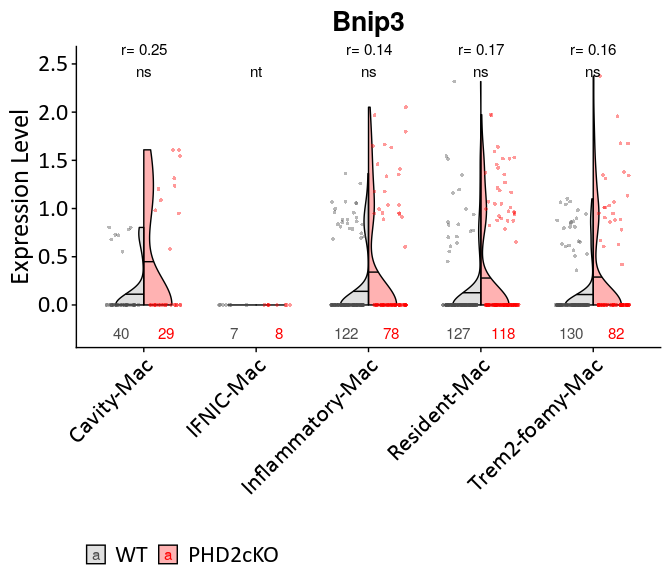 Bnip3
r= 0.25 r= 0.14 r= 0.17 r= 0.16
ns nt ns ns ns
Expression Level
2.5
2.0
1.5
1.0
0.5
0.0
40 29 7 8 122 78 127 118 130 82
Cavity-Mac
IFNIC-Mac
Inflammatory-Mac
Resident-Mac
Trem2-foamy-Mac
a WT a PHD2cKO